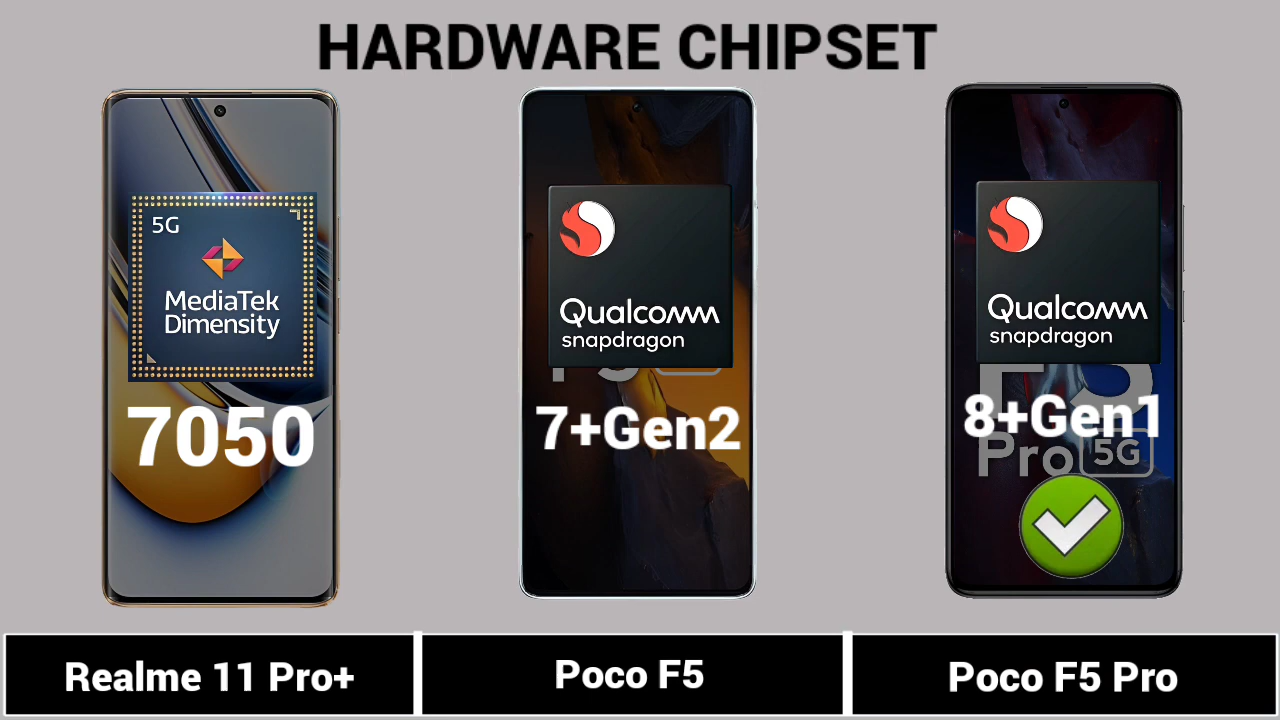 HARDWARE CHIPSET
5G
MediaTek
Dimensity
7050
Qualcomm
snapdragon
7+Gen2
Qualcomm
snapdragon
8+Gen1
Pro 5G
Realme 11 Pro+
Poco F5
Poco F5 Pro